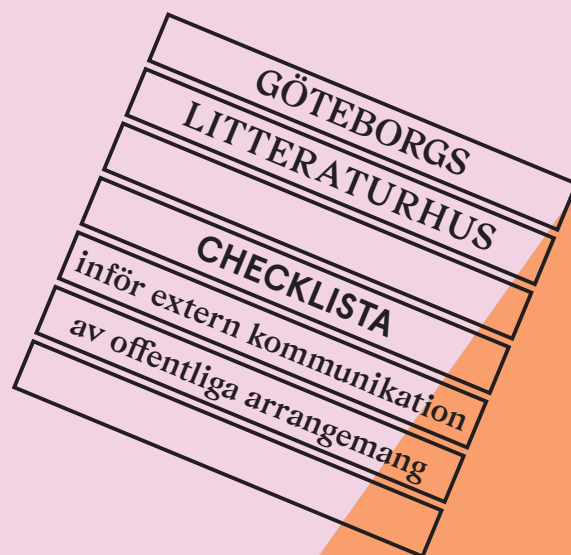 GÖTEBORGS
LITTERATURHUS
CHECKLISTA
inför extern kommunikation
av offentliga arrangemang